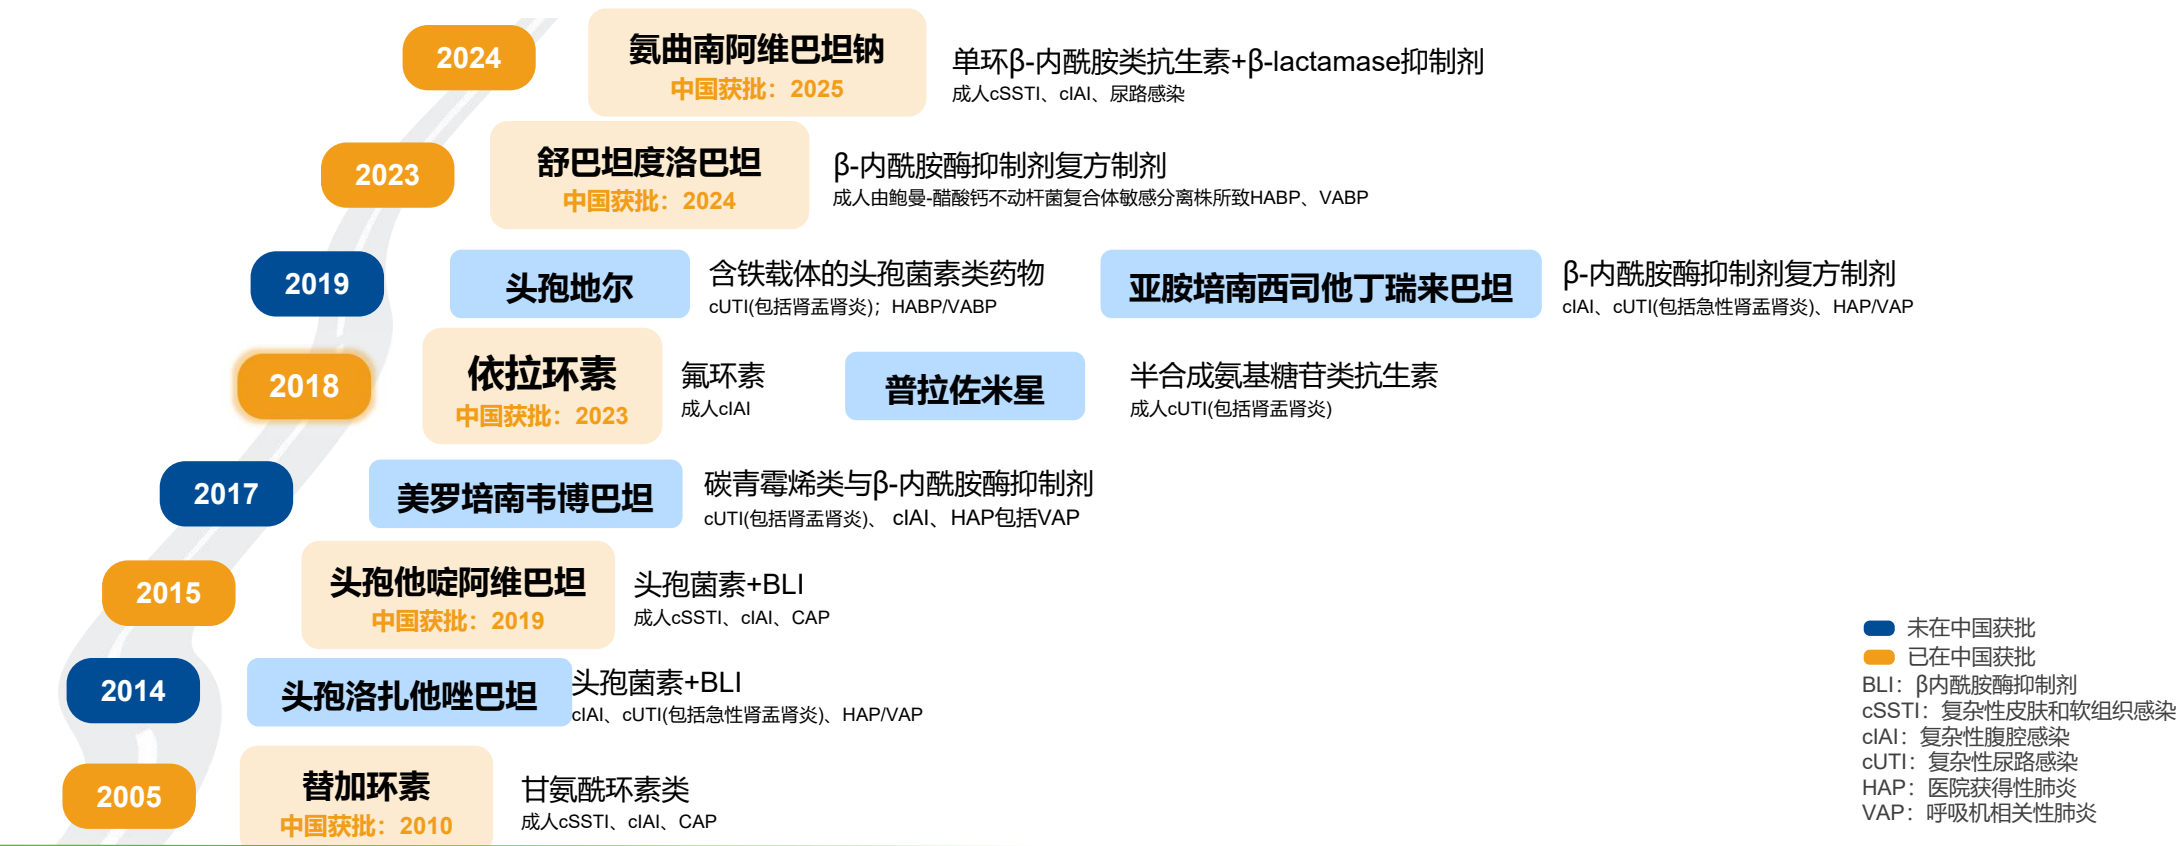 2024
氨曲南阿维巴坦钠
中国获批：2025
单环β-内酰胺类抗生素+β-lactamase抑制剂
成人cSSTI、cIAI、尿路感染
2023
舒巴坦度洛巴坦
中国获批：2024
β-内酰胺酶抑制剂复方制剂
成人由鲍曼-醋酸钙不动杆菌复合体敏感分离株所致HABP、VABP
2019
头孢地尔
含铁载体的头孢菌素类药物
cUTI(包括肾盂肾炎)；HABP/VABP
亚胺培南西司他丁瑞来巴坦
β-内酰胺酶抑制剂复方制剂
cIAI、cUTI(包括急性肾盂肾炎)、HAP/VAP
2018
依拉环素
中国获批：2023
氟环素
成人cIAI
普拉佐米星
半合成氨基糖苷类抗生素
成人cUTI(包括肾盂肾炎)
2017
美罗培南韦博巴坦
碳青霉烯类与β-内酰胺酶抑制剂
cUTI(包括肾盂肾炎)、 cIAI、HAP包括VAP
2015
头孢他啶阿维巴坦
中国获批：2019
头孢菌素+BLI
成人cSSTI、cIAI、CAP
2014
头孢洛扎他唑巴坦
头孢菌素+BLI
cIAI、cUTI(包括急性肾盂肾炎)、HAP/VAP
2005
替加环素
中国获批：2010
甘氨酰环素类
成人cSSTI、cIAI、CAP
未在中国获批
已在中国获批
BLI：β内酰胺酶抑制剂
cSSTI：复杂性皮肤和软组织感染
cIAI：复杂性腹腔感染
cUTI：复杂性尿路感染
HAP：医院获得性肺炎
VAP：呼吸机相关性肺炎